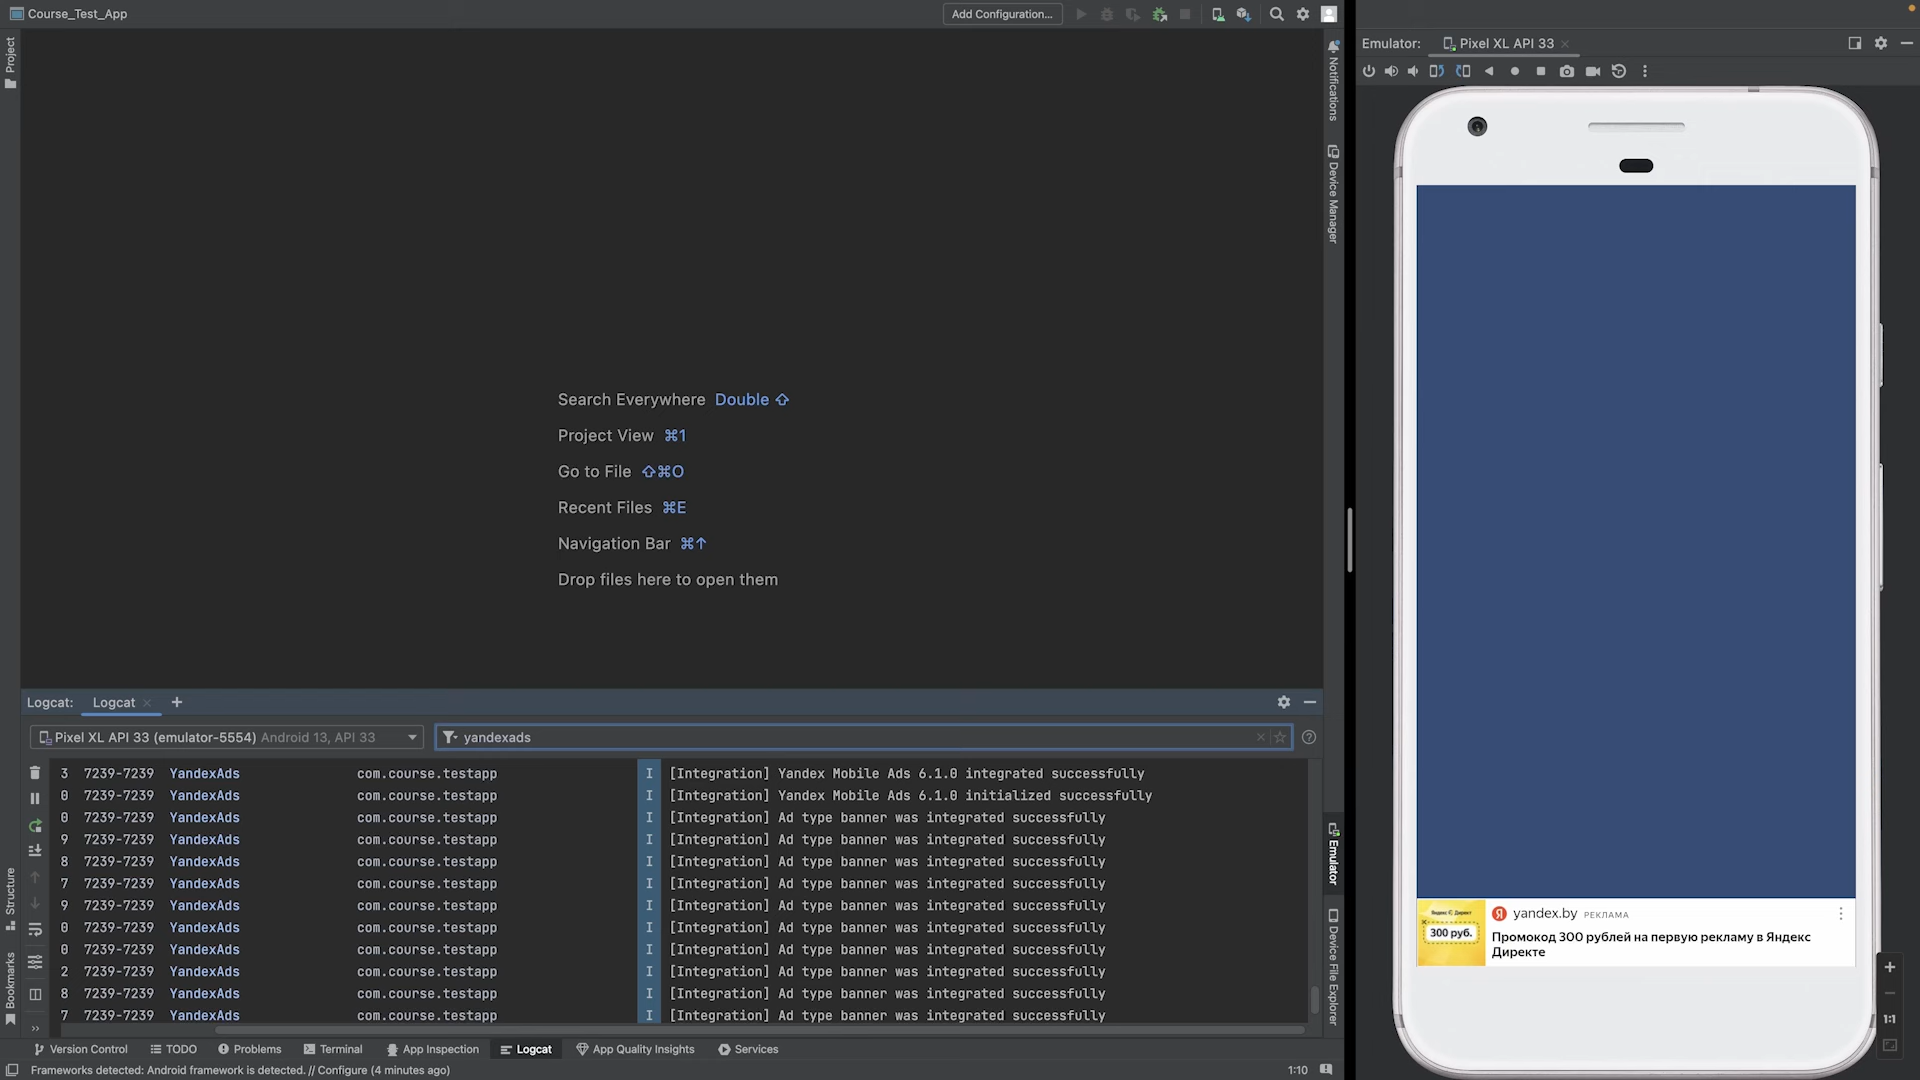 Course_Test_App
Add Configuration...
Project
Notifications
Device Manager
Emulator: Pixel XL API 33
Search Everywhere Double ⇧
Project View ⌘1
Go to File ⇧⌘O
Recent Files ⌘E
Navigation Bar ⌘↑
Drop files here to open them
Logcat: Logcat
Pixel XL API 33 (emulator-5554) Android 13, API 33
yandexads
3 7239-7239 YandexAds com.course.testapp I [Integration] Yandex Mobile Ads 6.1.0 integrated successfully
0 7239-7239 YandexAds com.course.testapp I [Integration] Yandex Mobile Ads 6.1.0 initialized successfully
0 7239-7239 YandexAds com.course.testapp I [Integration] Ad type banner was integrated successfully
9 7239-7239 YandexAds com.course.testapp I [Integration] Ad type banner was integrated successfully
8 7239-7239 YandexAds com.course.testapp I [Integration] Ad type banner was integrated successfully
7 7239-7239 YandexAds com.course.testapp I [Integration] Ad type banner was integrated successfully
9 7239-7239 YandexAds com.course.testapp I [Integration] Ad type banner was integrated successfully
0 7239-7239 YandexAds com.course.testapp I [Integration] Ad type banner was integrated successfully
0 7239-7239 YandexAds com.course.testapp I [Integration] Ad type banner was integrated successfully
2 7239-7239 YandexAds com.course.testapp I [Integration] Ad type banner was integrated successfully
8 7239-7239 YandexAds com.course.testapp I [Integration] Ad type banner was integrated successfully
7 7239-7239 YandexAds com.course.testapp I [Integration] Ad type banner was integrated successfully
Structure
Bookmarks
Emulator
Device File Explorer
Яндекс Директ
300 руб.
Я yandex.by РЕКЛАМА
Промокод 300 рублей на первую рекламу в Яндекс
Директе
1:1
Version Control TODO Problems Terminal App Inspection Logcat App Quality Insights Services
Frameworks detected: Android framework is detected. // Configure (4 minutes ago)
1:10